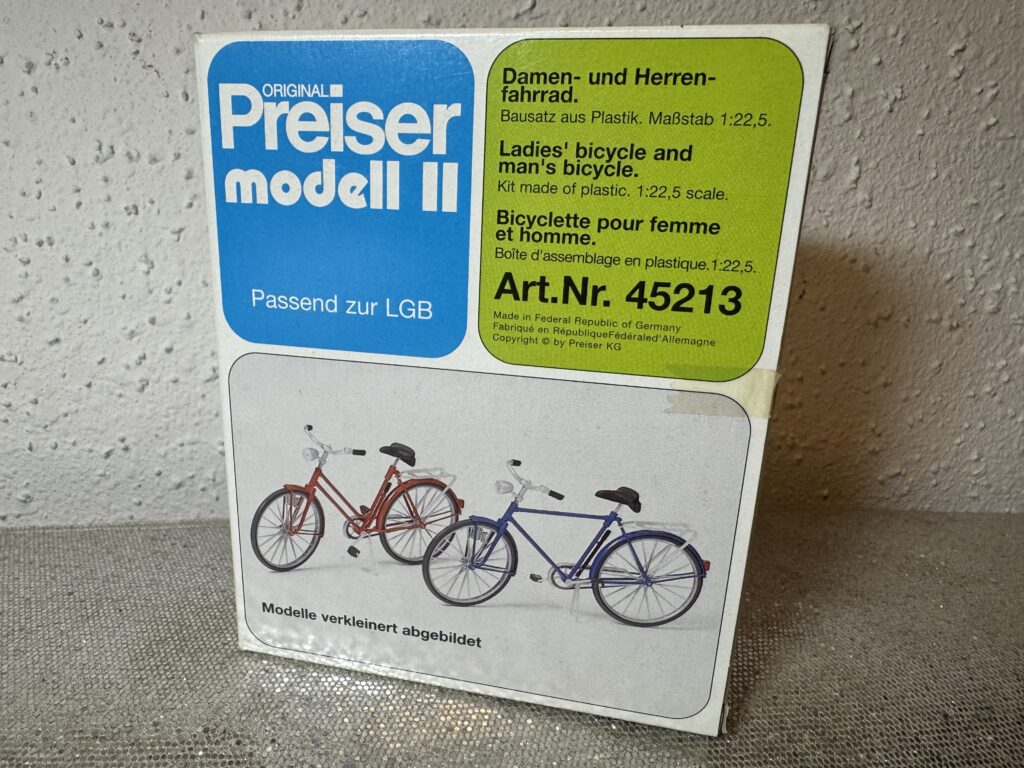 ORIGINAL
Preiser
modell II
Passend zur LGB
Damen- und Herren-
fahrrad.
Bausatz aus Plastik. Maßstab 1:22,5.
Ladies' bicycle and
man's bicycle.
Kit made of plastic. 1:22,5 scale.
Bicyclette pour femme
et homme.
Boîte d'assemblage en plastique.1:22,5.
Art.Nr. 45213
Made in Federal Republic of Germany
Fabriqué en RépubliqueFédéraled'Allemagne
Copyright © by Preiser KG
Modelle verkleinert abgebildet